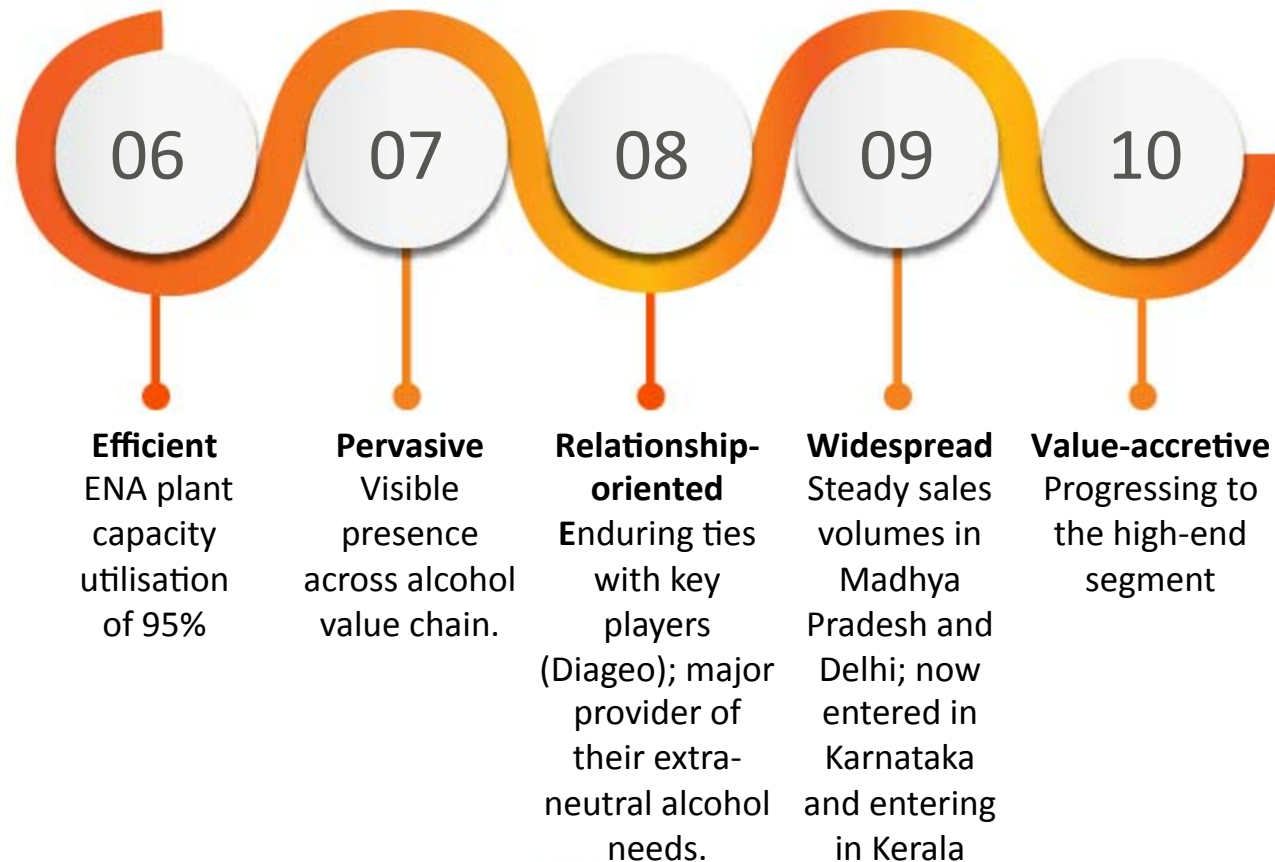 06
07
08
09
10
Efficient
ENA plant
capacity
utilisation
of 95%
Pervasive
Visible
presence
across alcohol
value chain.
Relationship-
oriented
Enduring ties
with key
players
(Diageo); major
provider of
their extra-
neutral alcohol
needs.
Widespread
Steady sales
volumes in
Madhya
Pradesh and
Delhi; now
entered in
Karnataka
and entering
in Kerala
Value-accretive
Progressing to
the high-end
segment